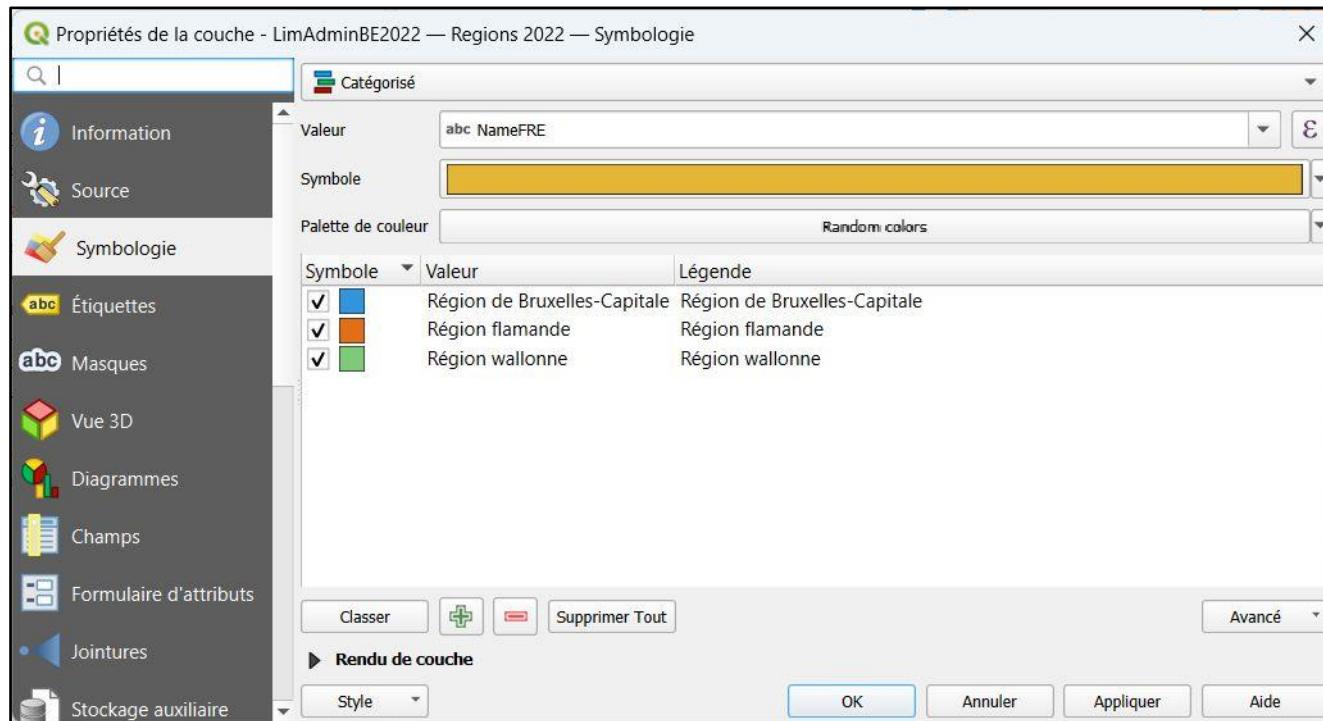 Propriétés de la couche - LimAdminBE2022 — Regions 2022 — Symbologie
Information
Source
Symbologie
abc Étiquettes
abc Masques
Vue 3D
Diagrammes
Champs
Formulaire d'attributs
Jointures
Stockage auxiliaire
Catégorisé
Valeur abc NameFRE ε
Symbole
Palette de couleur Random colors
Symbole Valeur Légende
Région de Bruxelles-Capitale Région de Bruxelles-Capitale
Région flamande Région flamande
Région wallonne Région wallonne
Classer Supprimer Tout Avancé
Rendu de couche
Style OK Annuler Appliquer Aide